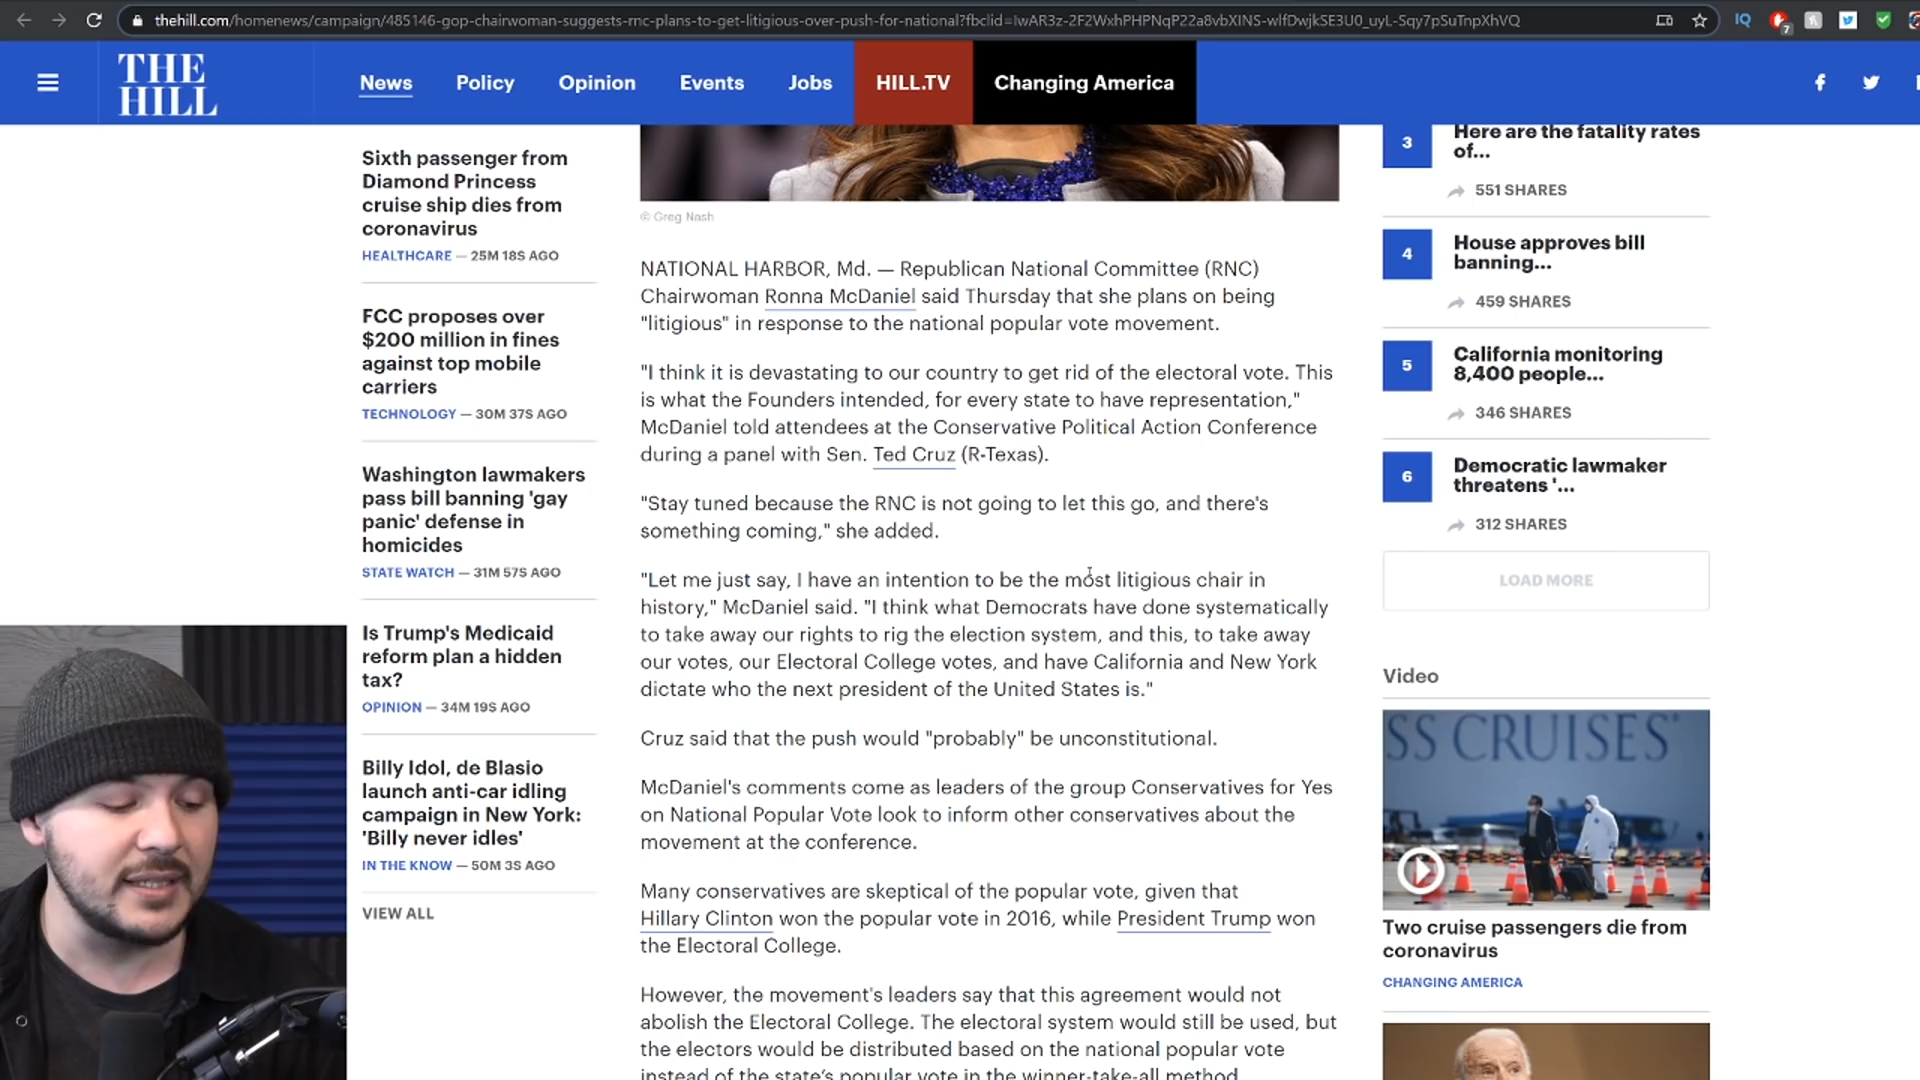 thehill.com/homenews/campaign/485146-gop-chairwoman-suggests-rnc-plans-to-get-litigious-over-push-for-national?fbclid=IwAR3z-2F2WxhPHPNqP22a8vbXINS-wlfDwjkSE3U0_uyL-Sqy7pSuTnpXhVQ
IQ
7
THE
HILL
News
Policy
Opinion
Events
Jobs
HILL.TV
Changing America
Sixth passenger from
Diamond Princess
cruise ship dies from
coronavirus
HEALTHCARE — 25M 18S AGO
FCC proposes over
$200 million in fines
against top mobile
carriers
TECHNOLOGY — 30M 37S AGO
Washington lawmakers
pass bill banning 'gay
panic' defense in
homicides
STATE WATCH — 31M 57S AGO
Is Trump's Medicaid
reform plan a hidden
tax?
OPINION — 34M 19S AGO
Billy Idol, de Blasio
launch anti-car idling
campaign in New York:
'Billy never idles'
IN THE KNOW — 50M 3S AGO
VIEW ALL
© Greg Nash
NATIONAL HARBOR, Md. — Republican National Committee (RNC)
Chairwoman Ronna McDaniel said Thursday that she plans on being
"litigious" in response to the national popular vote movement.
"I think it is devastating to our country to get rid of the electoral vote. This
is what the Founders intended, for every state to have representation,"
McDaniel told attendees at the Conservative Political Action Conference
during a panel with Sen. Ted Cruz (R-Texas).
"Stay tuned because the RNC is not going to let this go, and there's
something coming," she added.
"Let me just say, I have an intention to be the most litigious chair in
history," McDaniel said. "I think what Democrats have done systematically
to take away our rights to rig the election system, and this, to take away
our votes, our Electoral College votes, and have California and New York
dictate who the next president of the United States is."
Cruz said that the push would "probably" be unconstitutional.
McDaniel's comments come as leaders of the group Conservatives for Yes
on National Popular Vote look to inform other conservatives about the
movement at the conference.
Many conservatives are skeptical of the popular vote, given that
Hillary Clinton won the popular vote in 2016, while President Trump won
the Electoral College.
However, the movement's leaders say that this agreement would not
abolish the Electoral College. The electoral system would still be used, but
the electors would be distributed based on the national popular vote
instead of the state's popular vote in the winner-take-all method.
3
Here are the fatality rates
of...
551 SHARES
4
House approves bill
banning...
459 SHARES
5
California monitoring
8,400 people...
346 SHARES
6
Democratic lawmaker
threatens '...
312 SHARES
LOAD MORE
Video
SS CRUISES'
Two cruise passengers die from
coronavirus
CHANGING AMERICA